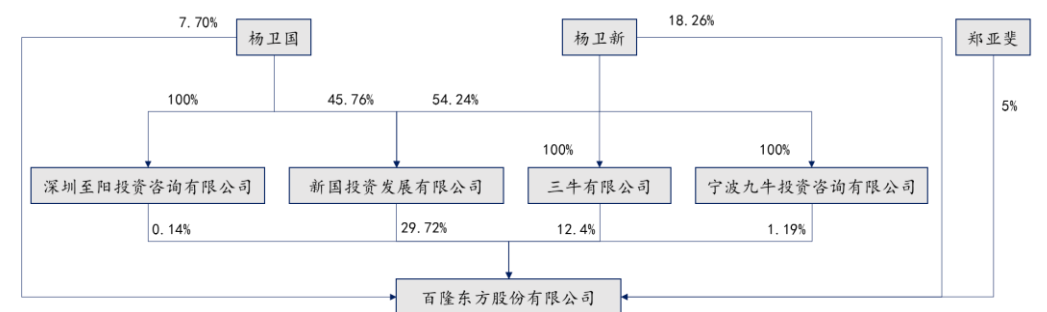 7.70%
18.26%
杨卫国
杨卫新
郑亚斐
100%
45.76%
54.24%
5%
100%
100%
深圳至阳投资咨询有限公司
新国投资发展有限公司
三牛有限公司
宁波九牛投资咨询有限公司
0.14%
29.72%
12.4%
1.19%
百隆东方股份有限公司